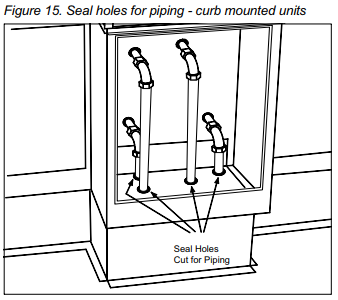 Figure 15. Seal holes for piping - curb mounted units
Seal Holes
Cut for Piping